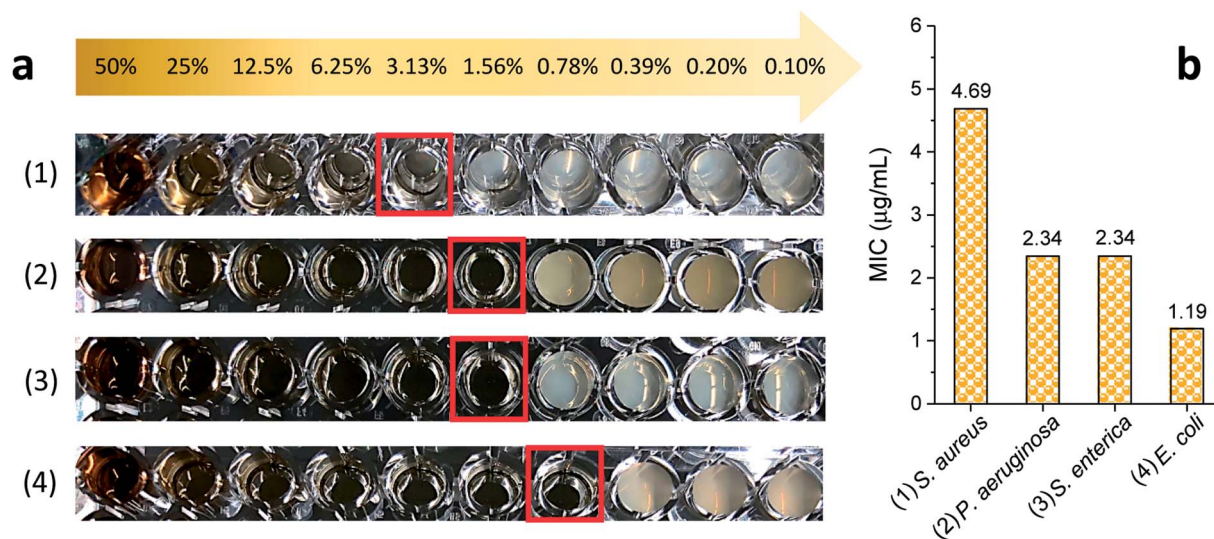 a
50% 25% 12.5% 6.25% 3.13% 1.56% 0.78% 0.39% 0.20% 0.10%
(1)
(2)
(3)
(4)
b
MIC (µg/mL)
6
5
4
3
2
1
0
4.69
2.34
2.34
1.19
(1) S. aureus
(2) P. aeruginosa
(3) S. enterica
(4) E. coli